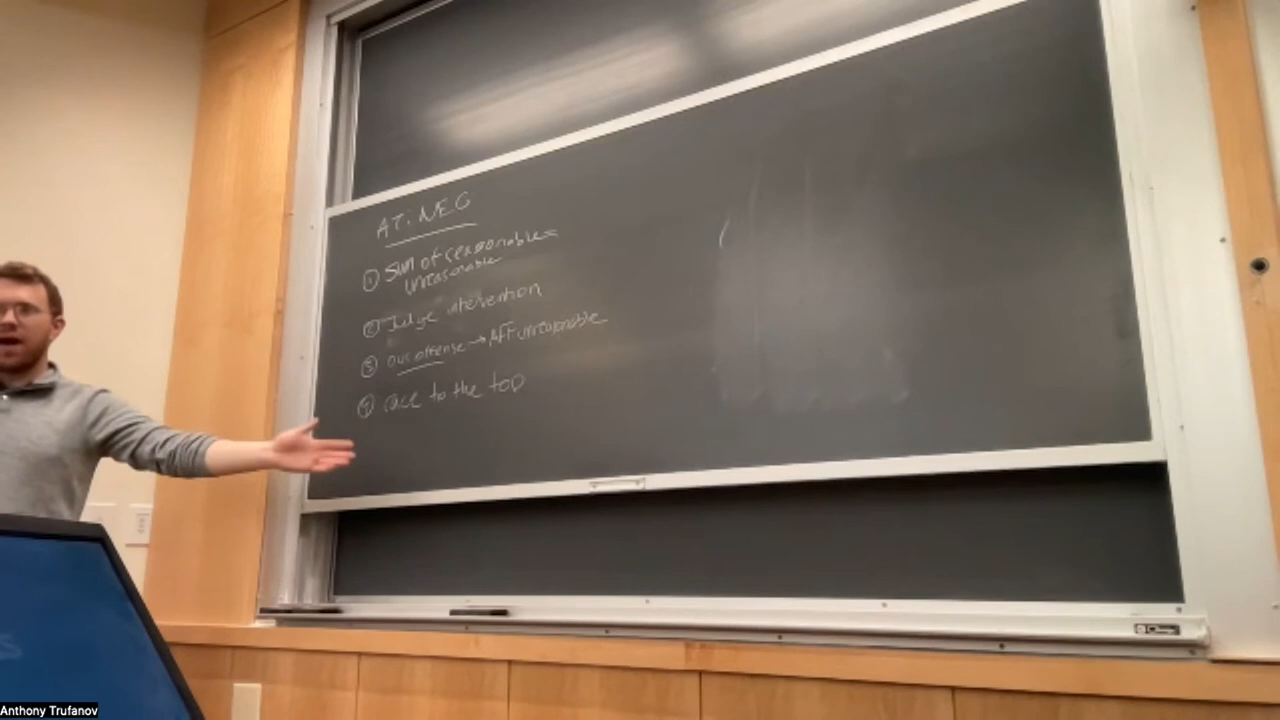 AT: NEG
① Sum of reasonable =
unreasonable
② Judge intervention
③ Our offense → AFF unreasonable
④ race to the top
Anthony Trufanov